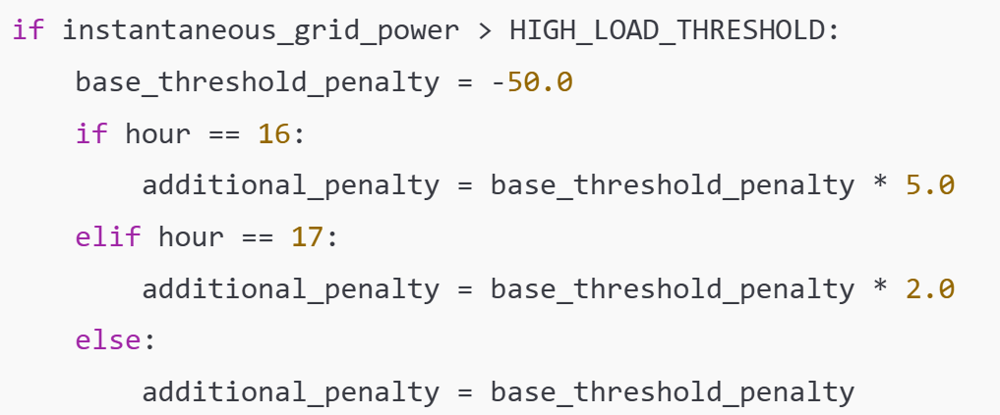 if instantaneous_grid_power > HIGH_LOAD_THRESHOLD:
    base_threshold_penalty = -50.0
    if hour == 16:
        additional_penalty = base_threshold_penalty * 5.0
    elif hour == 17:
        additional_penalty = base_threshold_penalty * 2.0
    else:
        additional_penalty = base_threshold_penalty